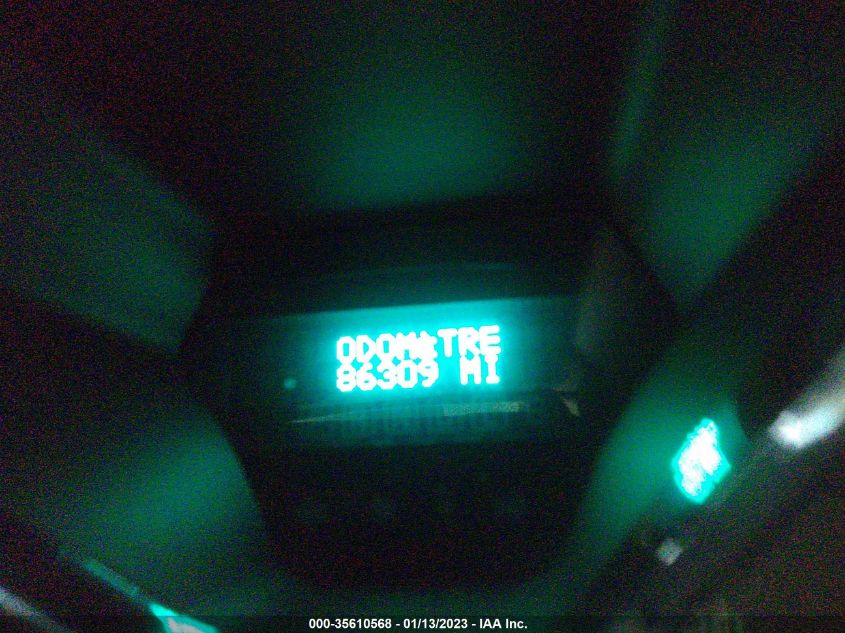 ODOMèTRE
86309 MI
000-35610568 - 01/13/2023 - IAA Inc.